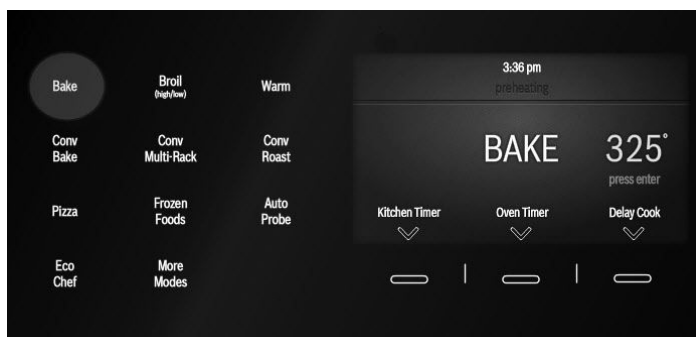 Bake
Broil
(high/low)
Warm
Conv
Bake
Conv
Multi-Rack
Conv
Roast
Pizza
Frozen
Foods
Auto
Probe
Eco
Chef
More
Modes
3:36 pm
preheating
BAKE
325°
press enter
Kitchen Timer
Oven Timer
Delay Cook